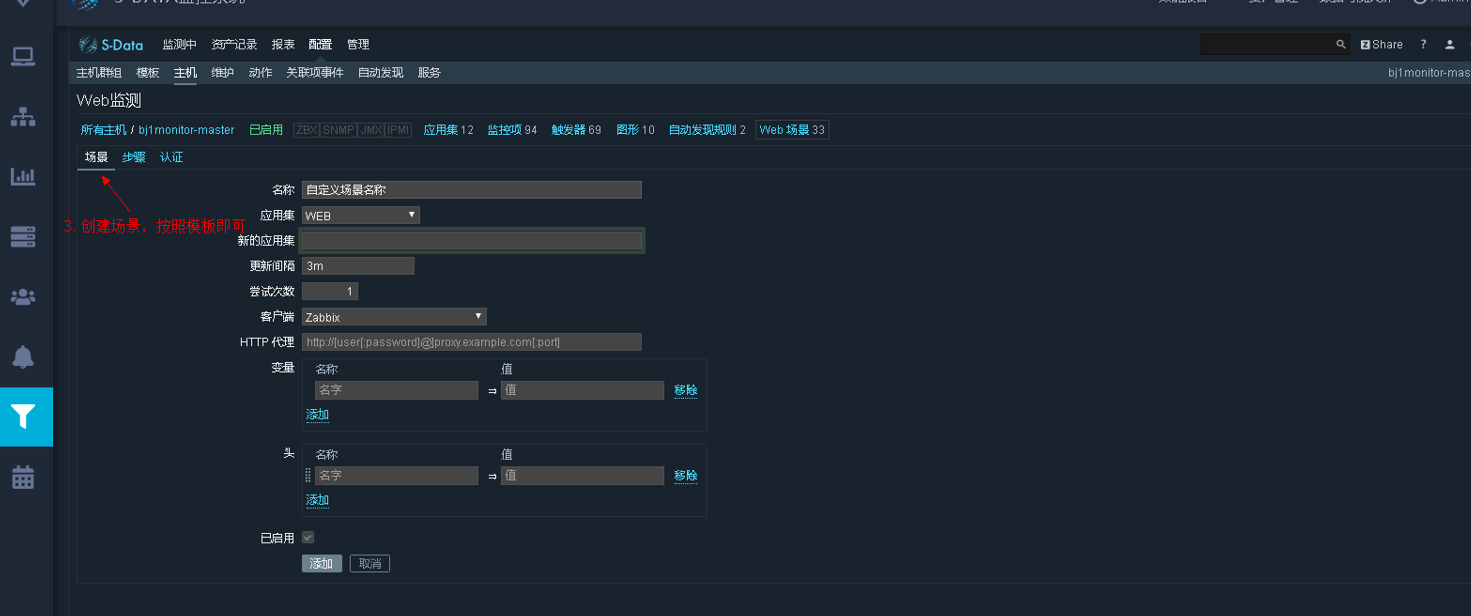 S-Data 监测中 资产记录 报表 配置 管理 Share ?
主机群组 模板 主机 维护 动作 关联项事件 自动发现 服务 bj1monitor-mas
Web监测
所有主机 / bj1monitor-master 已启用 ZBX SNMP JMX IPMI 应用集 12 监控项 94 触发器 69 图形 10 自动发现规则 2 Web 场景 33
场景 步骤 认证
名称 自定义场景名称
应用集 WEB
3. 创建场景，按照模板即可
新的应用集
更新间隔 3m
尝试次数 1
客户端 Zabbix
HTTP 代理 http://[user[:password]@]proxy.example.com[:port]
变量 名称 值
名字 ⇒ 值 移除
添加
头 名称 值
名字 ⇒ 值 移除
添加
已启用
添加 取消